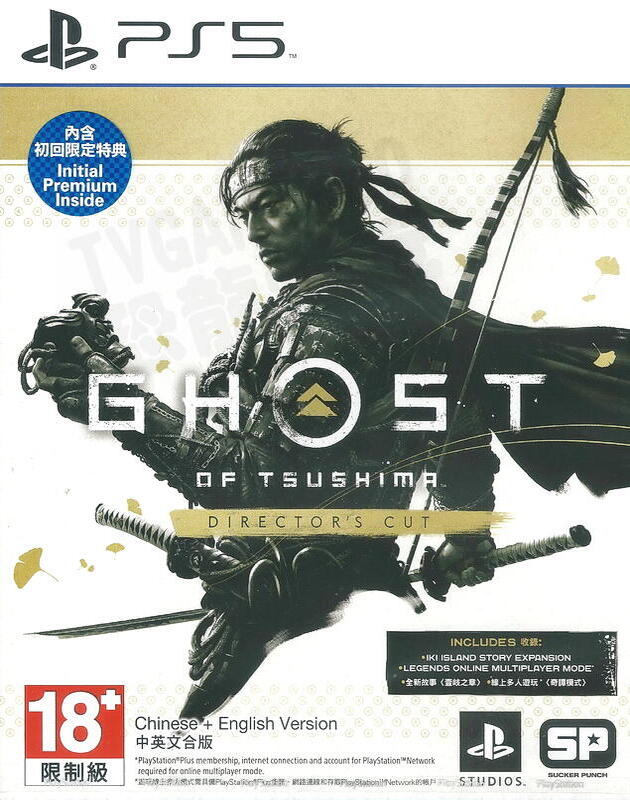 PS5
內含
初回限定特典
Initial
Premium
Inside
GHOST
OF TSUSHIMA
DIRECTOR'S CUT
INCLUDES 收錄:
•IKI ISLAND STORY EXPANSION
•LEGENDS ONLINE MULTIPLAYER MODE*
•全新故事〈壹岐之章〉•線上多人遊玩*〈奇譚模式〉
18+
限制級
Chinese + English Version
中英文合版
*PlayStation®Plus membership, internet connection and account for PlayStation™Network
required for online multiplayer mode.
STUDIOS.
SP
SUCKER PUNCH